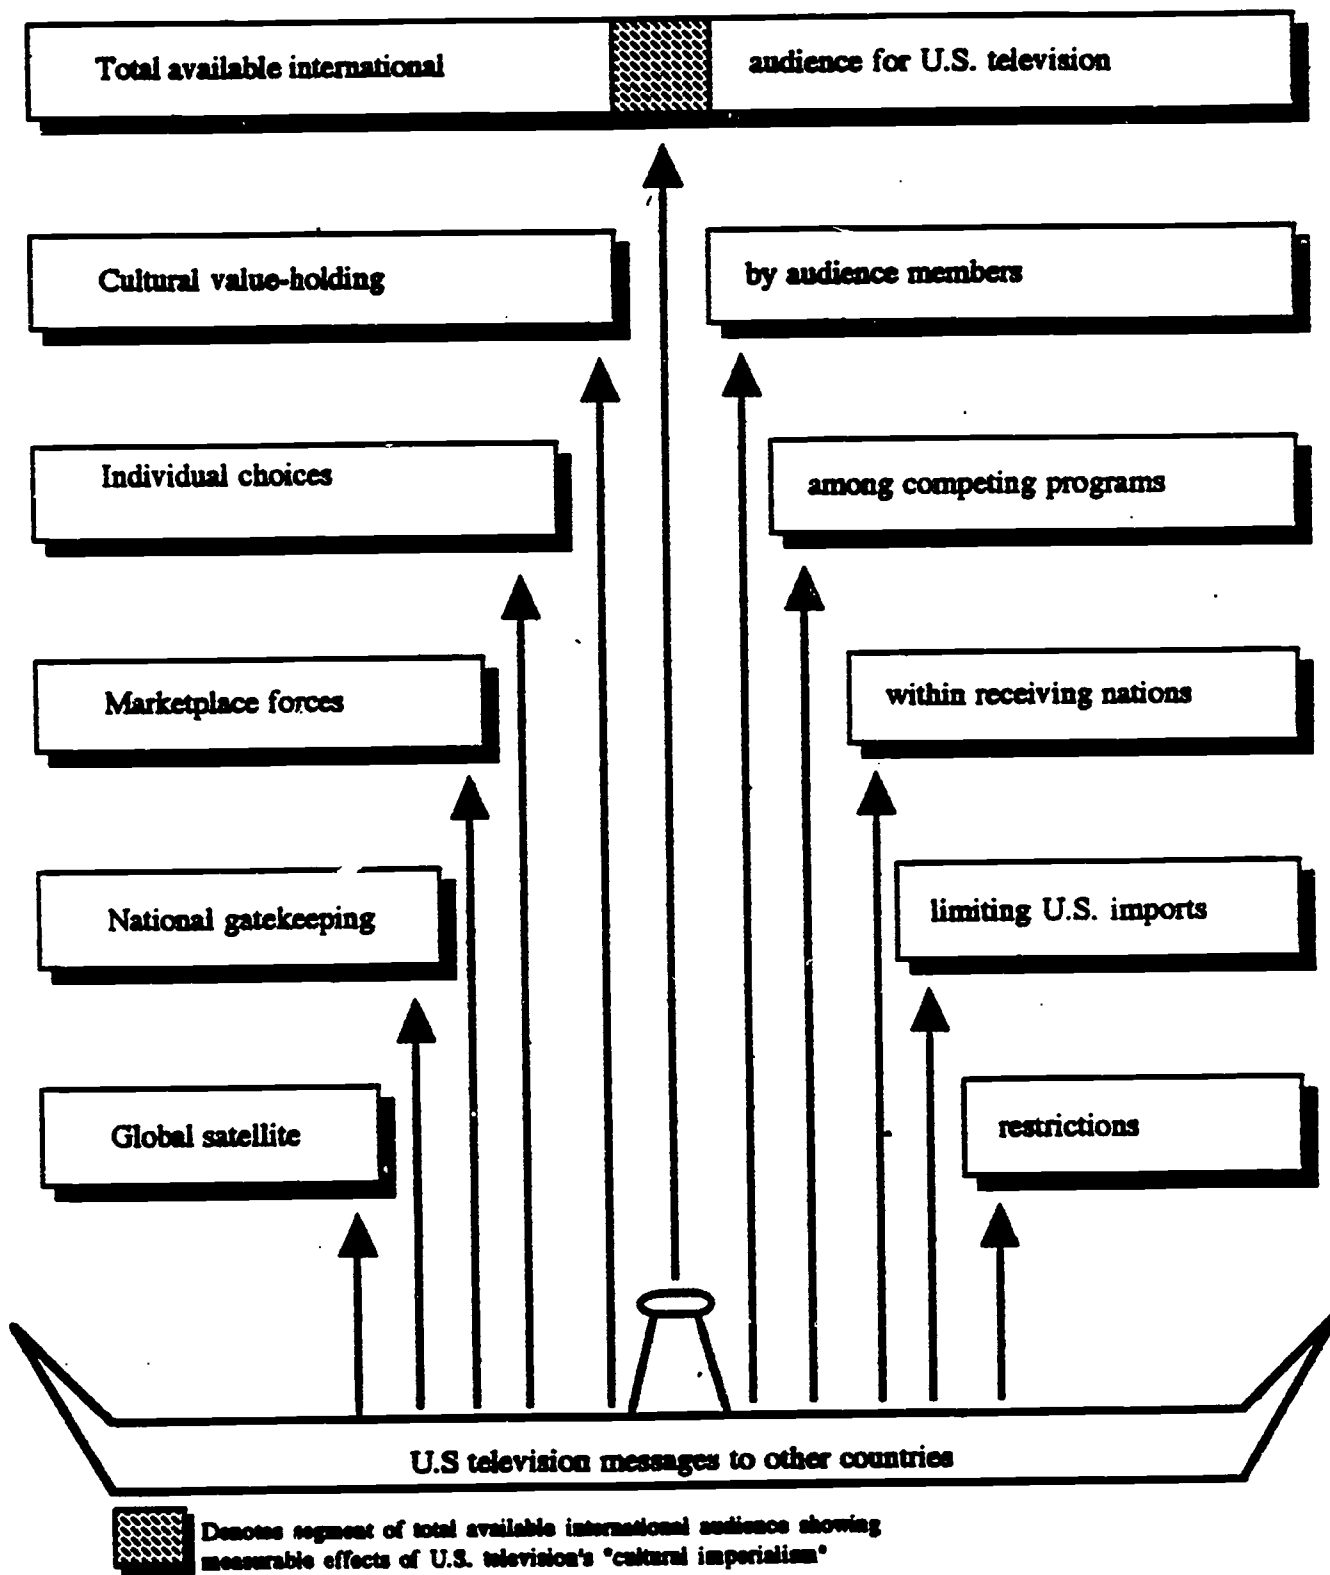 Total available international audience for U.S. television
Cultural value-holding by audience members
Individual choices among competing programs
Marketplace forces within receiving nations
National gatekeeping limiting U.S. imports
Global satellite restrictions
U.S television messages to other countries
Denotes segment of total available international audience showing
measurable effects of U.S. television's "cultural imperialism"